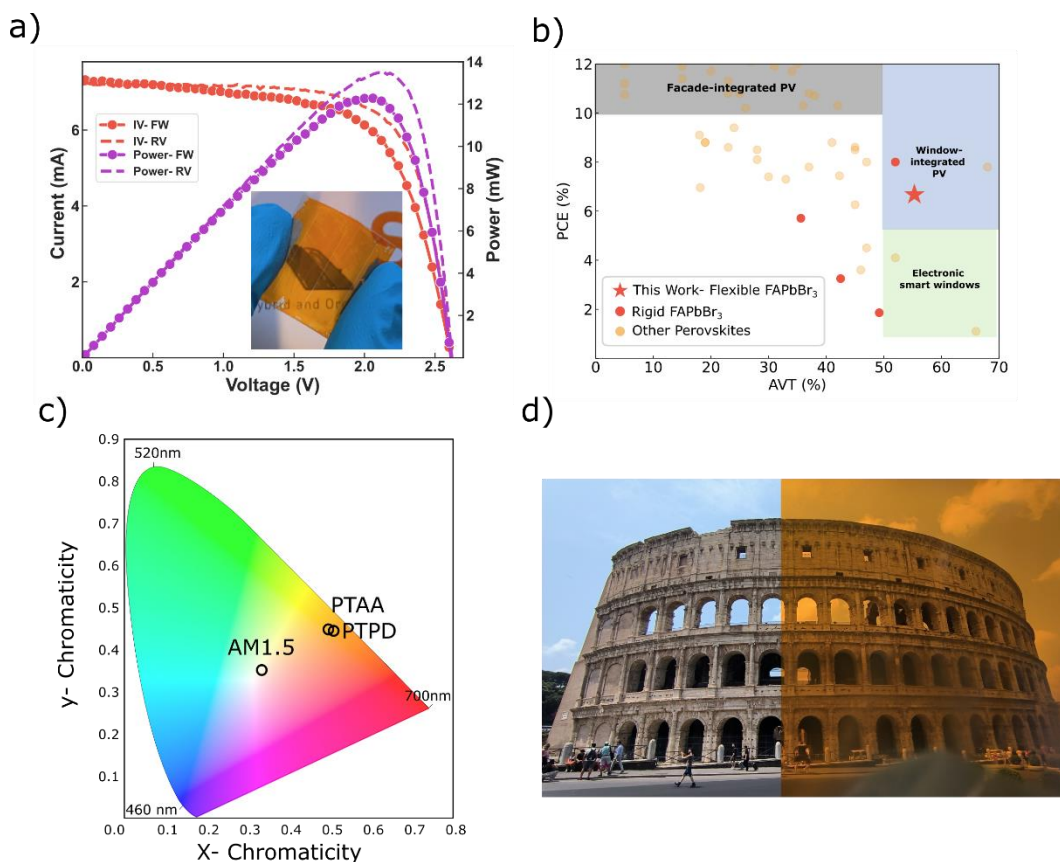 a)
Current (mA)
6
4
2
IV- FW
IV- RV
Power- FW
Power- RV
14
12
10
8
6
4
2
0
Power (mW)
ybrid and Or
0.0
0.5
1.0
1.5
2.0
2.5
Voltage (V)
b)
PCE (%)
12
10
8
6
4
2
Facade-integrated PV
Window-
integrated
PV
Electronic
smart windows
This Work- Flexible FAPbBr₃
Rigid FAPbBr₃
Other Perovskites
0
10
20
30
40
50
60
70
AVT (%)
c)
y- Chromaticity
0.9
0.8
0.7
0.6
0.5
0.4
0.3
0.2
0.1
520nm
PTAA
PTPD
AM1.5
700nm
460 nm
0.0
0.1
0.2
0.3
0.4
0.5
0.6
0.7
0.8
X- Chromaticity
d)